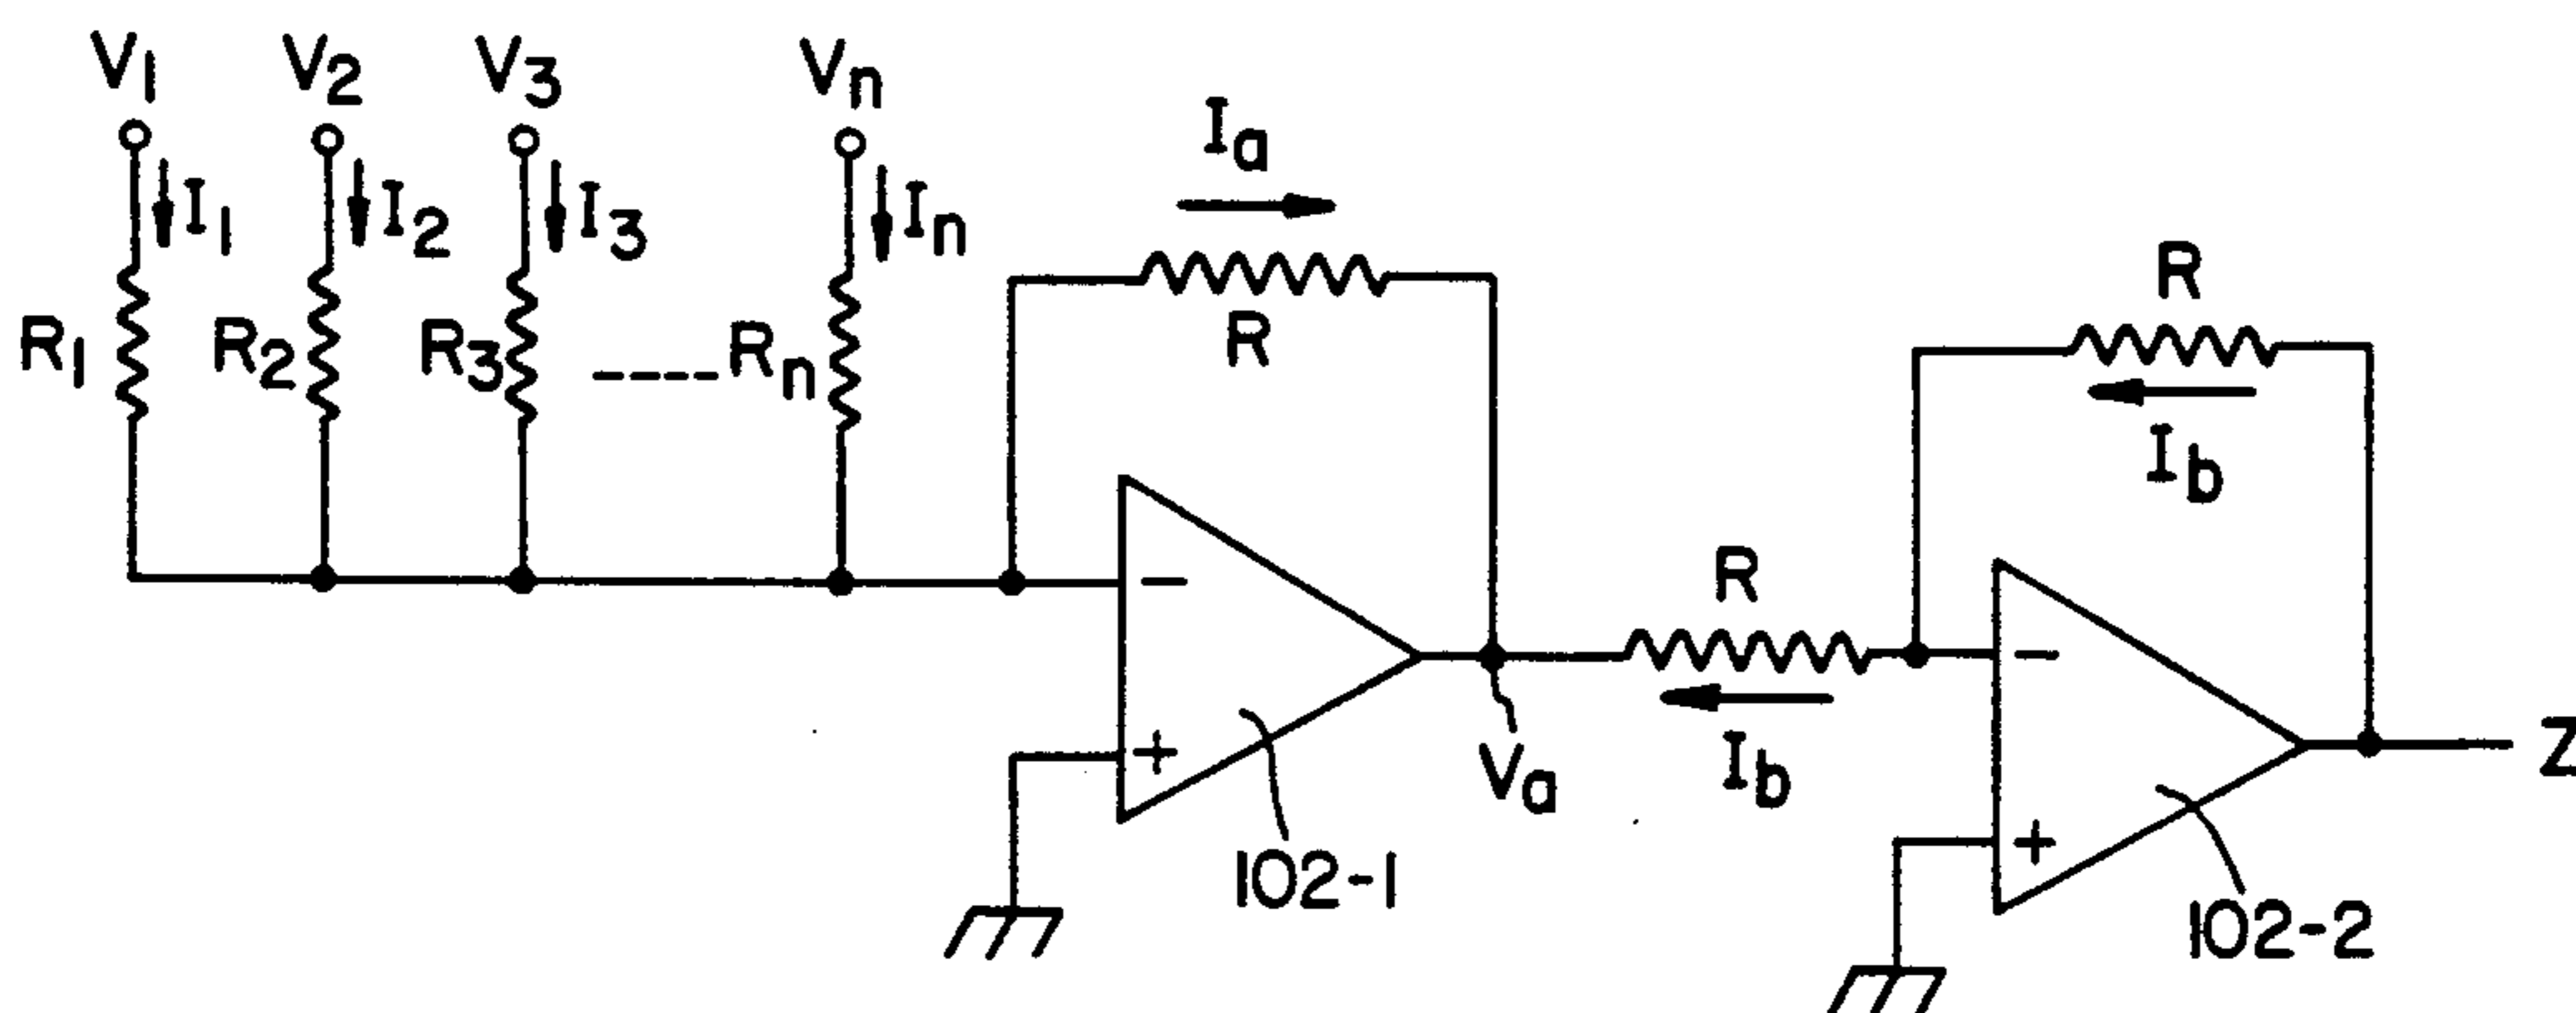 V1 V2 V3 Vn
I1 I2 I3 In
Ia
R1 R2 R3 ---- Rn
R
R
Ib
R
Ib
Va
Z
- + - +
102-1
102-2